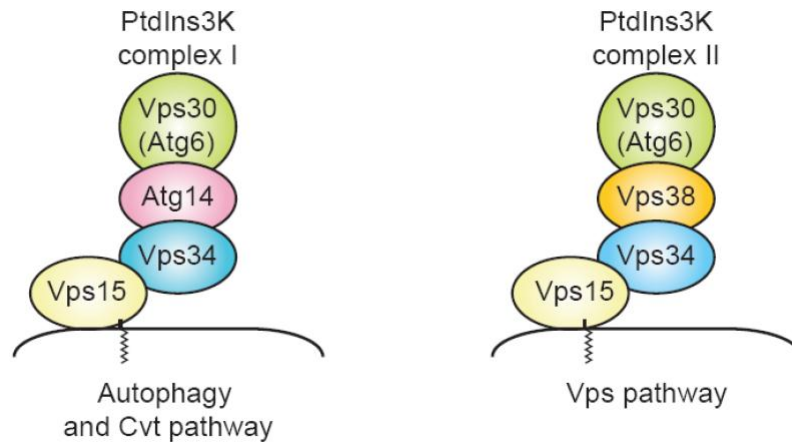 PtdIns3K
complex I
Vps30
(Atg6)
Atg14
Vps34
Vps15
Autophagy
and Cvt pathway
PtdIns3K
complex II
Vps30
(Atg6)
Vps38
Vps34
Vps15
Vps pathway